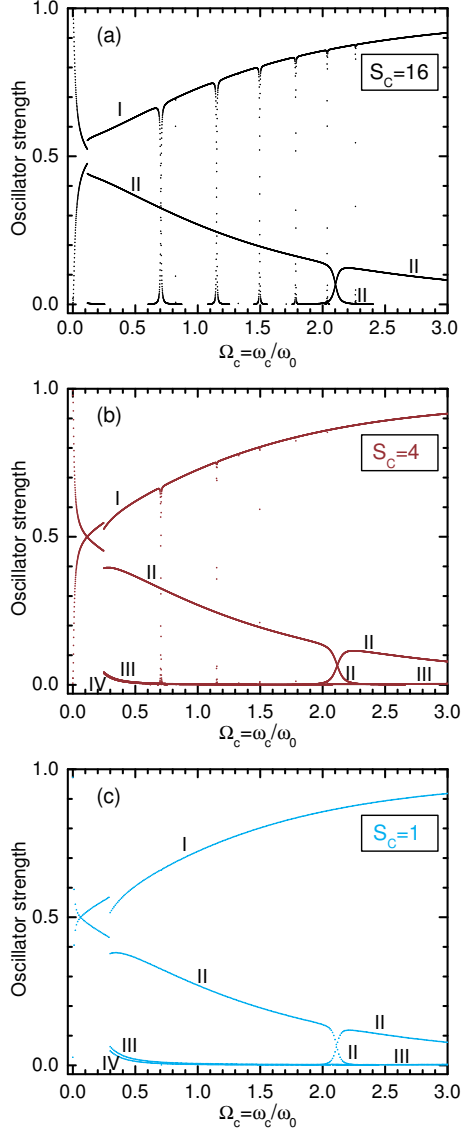 (a)
S_C=16
Oscillator strength
1.0
0.5
0.0
I
II
II
II
0.0 0.5 1.0 1.5 2.0 2.5 3.0
Ω_c=ω_c/ω_0
(b)
S_C=4
Oscillator strength
1.0
0.5
0.0
I
II
II
III
II
III
IV
0.0 0.5 1.0 1.5 2.0 2.5 3.0
Ω_c=ω_c/ω_0
(c)
S_C=1
Oscillator strength
1.0
0.5
0.0
I
II
II
III
II
III
IV
0.0 0.5 1.0 1.5 2.0 2.5 3.0
Ω_c=ω_c/ω_0